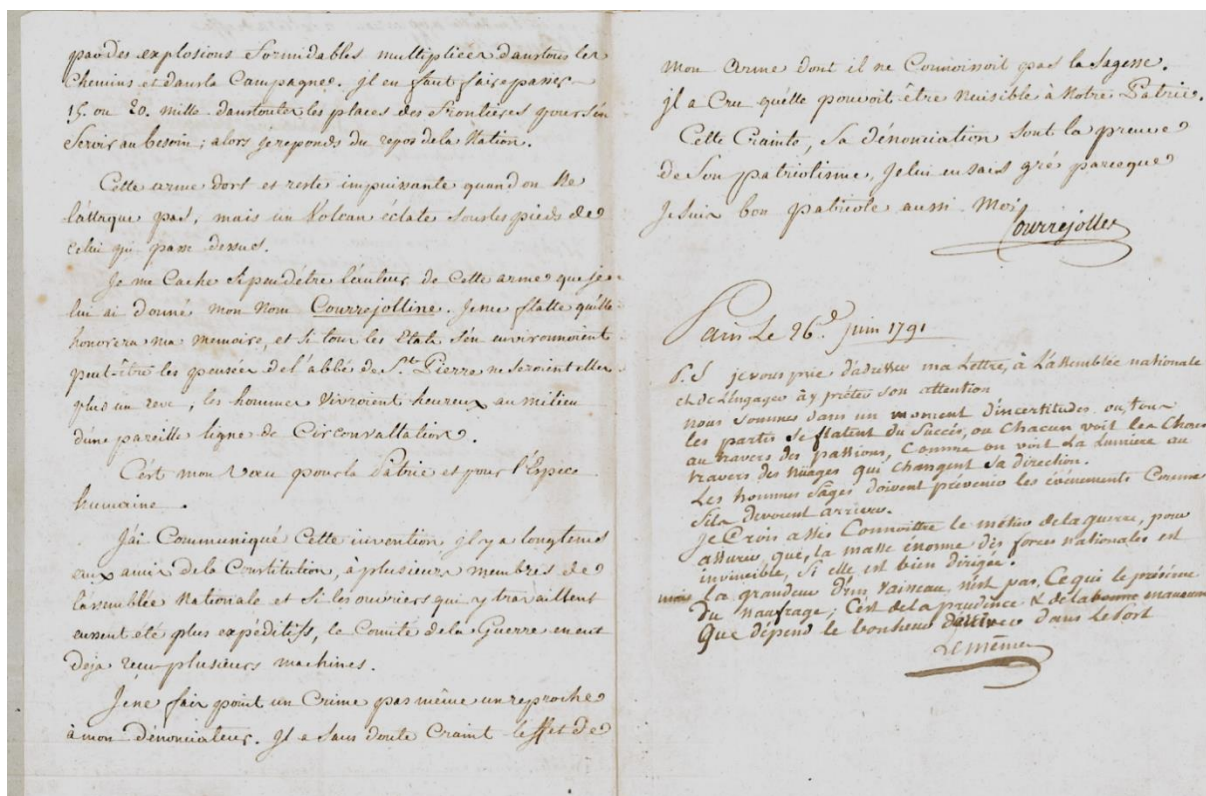 par des explosions formidables multipliées dans tous les
Chemins et dans la Campagne. Il en faut faire passer
15. ou 20. mille dans toutes les places des frontières pour s'en
servir au besoin; alors je reponds du repos de la Nation.
Cette arme dort et reste impuissante quand on Ne
l'attaque pas, mais un Volcan éclate sous les pieds de
celui qui passe dessus.
Je me Cache si peu d'être l'auteur de Cette arme que je
lui ai donné mon Nom Courrejolline. Je me flatte qu'elle
honorera ma memoire, et si tous les Etats s'en environnoient
peut-être les pensées de l'abbé de St. Pierre ne seroient elles
plus un reve, les hommes vivroient heureux au milieu
d'une pareille ligne de Circonvallation.
C'est mon Vœu pour la Patrie et pour l'Espèce
humaine.
J'ai Communiqué Cette invention il y a longtems
aux amis de la Constitution, à plusieurs membres de
l'assemblée Nationale et si les ouvriers qui y travaillent
eussent été plus expéditifs, le Comité de la Guerre en eut
déja reçu plusieurs machines.
Je ne fais point un Crime pas même un reproche
à mon dénonciateur. Il a sans doute Craint l'effet de
mon Arme dont il ne Connoissoit pas la Sagesse.
il a Cru qu'elle pouvoit être Nuisible à Notre Patrie.
Cette Crainte, sa dénonciation sont la preuve
de Son patriotisme, Je lui en sais gré parceque
Je suis bon patriote aussi Moi
Courrejolles
Paris Le 26.d Juin 1791
P.S je vous prie d'adresser ma Lettre, à L'assemblée nationale
et de L'engager à y prêter son attention
nous sommes dans un moment d'incertitudes ou, tous
les partis se flatent du Succès, ou Chacun voit les Choses
au travers des passions, Comme on voit La Lumiere au
travers des Nüages qui changent sa direction.
Les hommes Sages doivent prévenir les événements Comme
s'ils devoient arriver.
Je Crois assés Connoître le métier de la guerre, pour
assurer, que, la masse énorme des forces nationales est
invincible, Si elle est bien dirigée.
mais la grandeur d'un Vaisseau n'est pas, Ce qui le préserve
du Naufrage; C'est de la prudence & de la bonne manœuvre
Que dépend le bonheur d'arriver dans Le Port
Le même